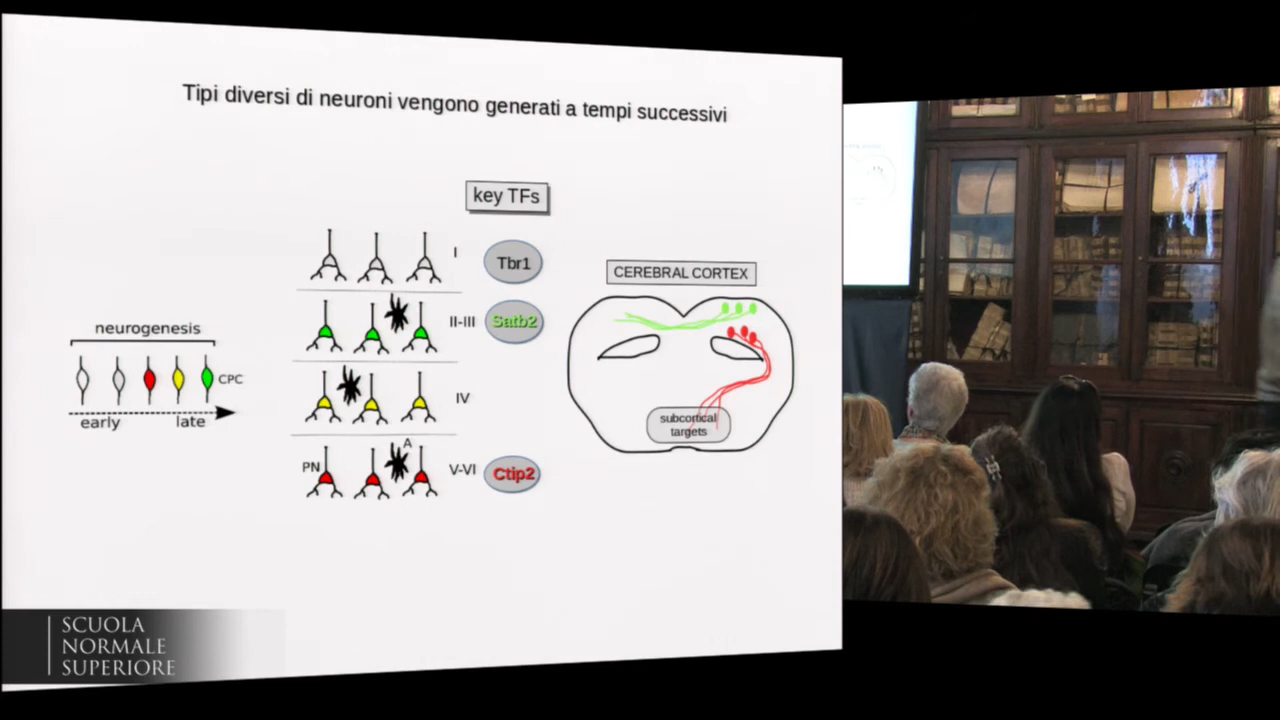 Tipi diversi di neuroni vengono generati a tempi successivi
key TFs
I
Tbr1
II-III
Satb2
IV
A
PN
V-VI
Ctip2
neurogenesis
CPC
early
late
CEREBRAL CORTEX
subcortical
targets
SCUOLA
NORMALE
SUPERIORE